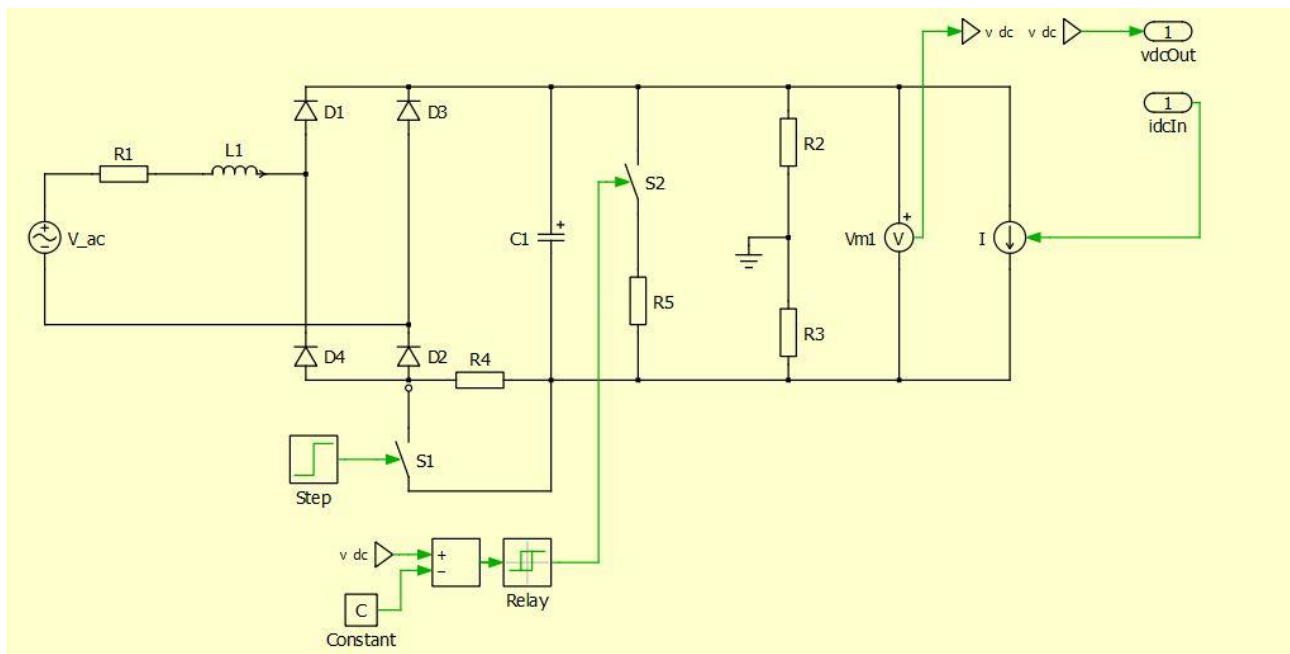 v dc
v dc
1
vdcOut
1
idcIn
D1
D3
R1
L1
R2
S2
+
V_ac
C1
+
Vm1
+
V
I
R5
R3
D4
D2
R4
S1
Step
v dc
+
−
Relay
C
Constant